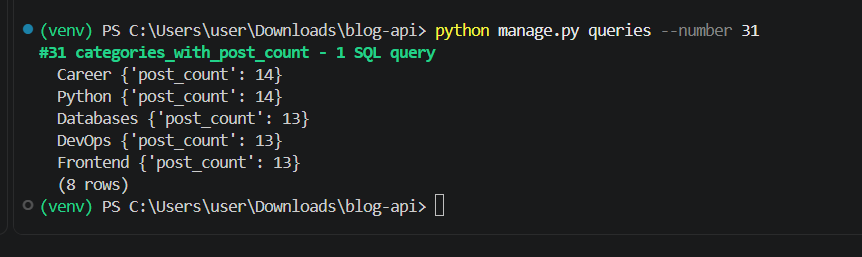 (venv) PS C:\Users\user\Downloads\blog-api> python manage.py queries --number 31
#31 categories_with_post_count - 1 SQL query
Career {'post_count': 14}
Python {'post_count': 14}
Databases {'post_count': 13}
DevOps {'post_count': 13}
Frontend {'post_count': 13}
(8 rows)
(venv) PS C:\Users\user\Downloads\blog-api>